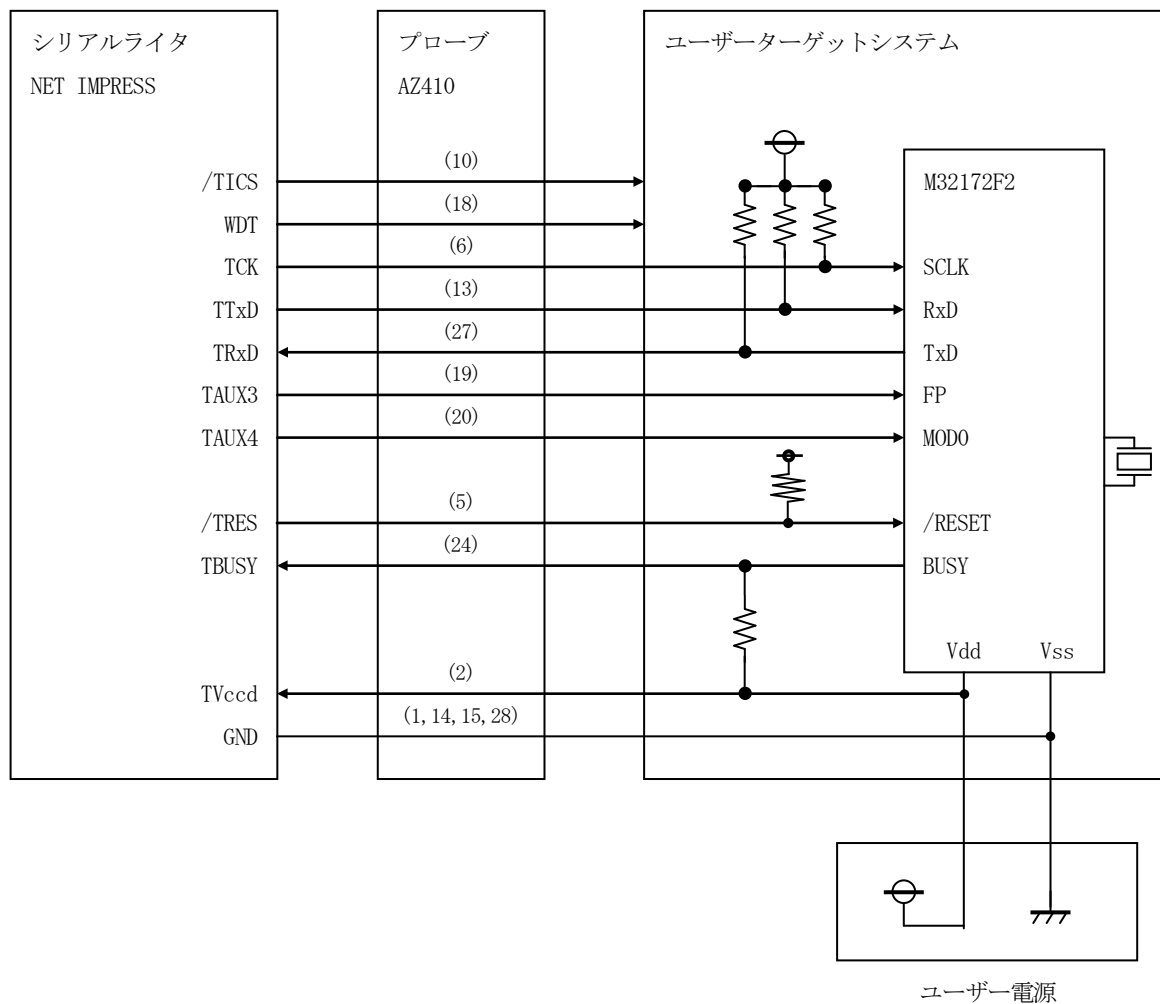 シリアルライタ
NET IMPRESS
プローブ
AZ410
ユーザーターゲットシステム
M32172F2
/TICS
(10)
WDT
(18)
TCK
(6)
SCLK
TTxD
(13)
RxD
TRxD
(27)
TxD
TAUX3
(19)
FP
TAUX4
(20)
MOD0
/TRES
(5)
/RESET
TBUSY
(24)
BUSY
Vdd
Vss
TVccd
(2)
GND
(1,14,15,28)
ユーザー電源